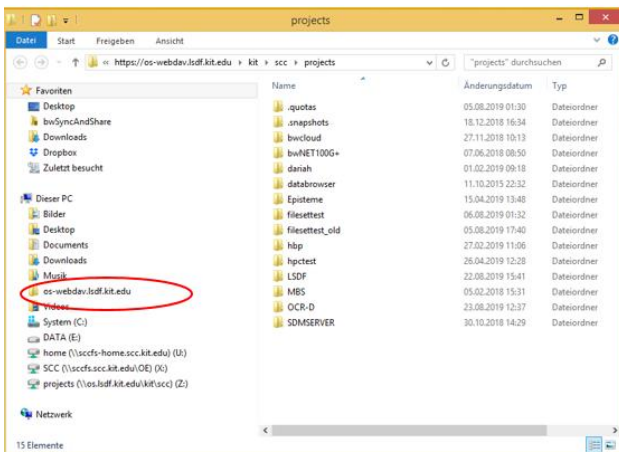 projects
Datei Start Freigeben Ansicht
« https://os-webdav.lsdf.kit.edu ▸ kit ▸ scc ▸ projects
"projects" durchsuchen
Favoriten
Desktop
bwSyncAndShare
Downloads
Dropbox
Zuletzt besucht
Dieser PC
Bilder
Desktop
Documents
Downloads
Musik
os-webdav.lsdf.kit.edu
Videos
System (C:)
DATA (E:)
home (\\sccfs-home.scc.kit.edu) (U:)
SCC (\\sccfs.scc.kit.edu\OE) (X:)
projects (\\os.lsdf.kit.edu\kit\scc) (Z:)
Netzwerk
Name Änderungsdatum Typ
.quotas 05.08.2019 01:30 Dateiordner
.snapshots 18.12.2018 16:34 Dateiordner
bwcloud 27.11.2018 10:13 Dateiordner
bwNET100G+ 07.06.2018 08:50 Dateiordner
dariah 01.02.2019 09:18 Dateiordner
databrowser 11.10.2015 22:32 Dateiordner
Episteme 15.04.2019 13:48 Dateiordner
filesettest 06.08.2019 01:32 Dateiordner
filesettest_old 05.08.2019 17:40 Dateiordner
hbp 27.02.2019 11:06 Dateiordner
hpctest 26.04.2019 12:28 Dateiordner
LSDF 22.08.2019 15:41 Dateiordner
MBS 05.02.2018 15:31 Dateiordner
OCR-D 23.08.2019 12:37 Dateiordner
SDMSERVER 30.10.2018 14:29 Dateiordner
15 Elemente